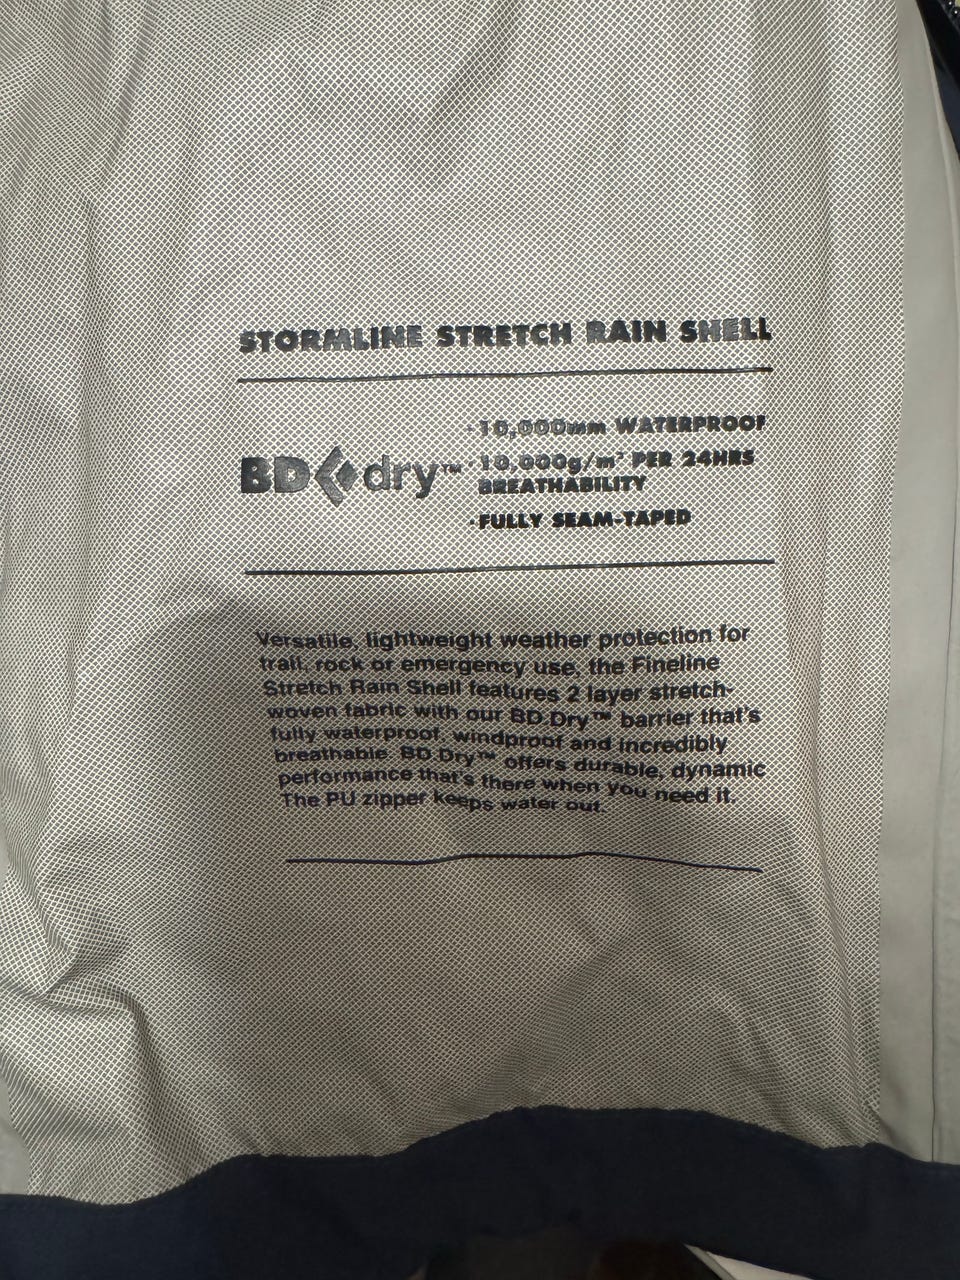 STORMLINE STRETCH RAIN SHELL
BD dry™
·10,000mm WATERPROOF
·10,000g/m² PER 24HRS
BREATHABILITY
·FULLY SEAM-TAPED
Versatile, lightweight weather protection for
trail, rock or emergency use, the Fineline
Stretch Rain Shell features 2 layer stretch-
woven fabric with our BD.Dry™ barrier that's
fully waterproof, windproof and incredibly
breathable. BD.Dry™ offers durable, dynamic
performance that's there when you need it.
The PU zipper keeps water out.